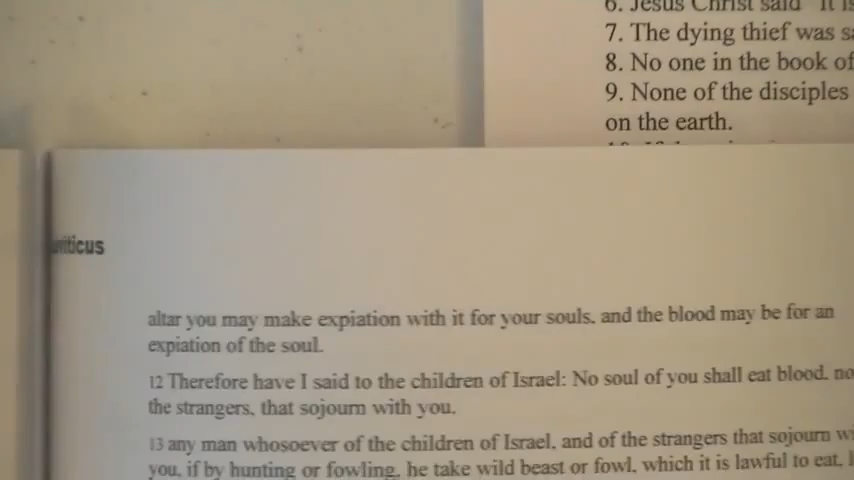 6. Jesus Christ said "It is
7. The dying thief was sa
8. No one in the book of
9. None of the disciples
on the earth.
viticus
altar you may make expiation with it for your souls. and the blood may be for an
expiation of the soul.
12 Therefore have I said to the children of Israel: No soul of you shall eat blood. no
the strangers, that sojourn with you.
13 any man whosoever of the children of Israel, and of the strangers that sojourn wi
you, if by hunting or fowling, he take wild beast or fowl, which it is lawful to eat,